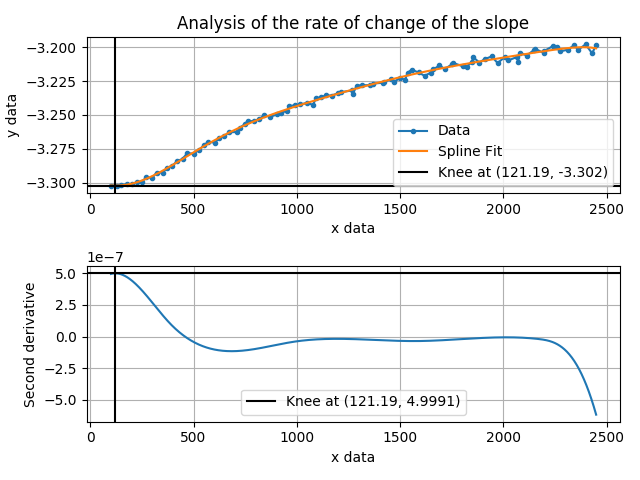 Analysis of the rate of change of the slope
−3.200
−3.225
−3.250
−3.275
−3.300
y data
Data
Spline Fit
Knee at (121.19, -3.302)
0 500 1000 1500 2000 2500
x data
1e−7
5.0
2.5
0.0
−2.5
−5.0
Second derivative
Knee at (121.19, 4.9991)
0 500 1000 1500 2000 2500
x data